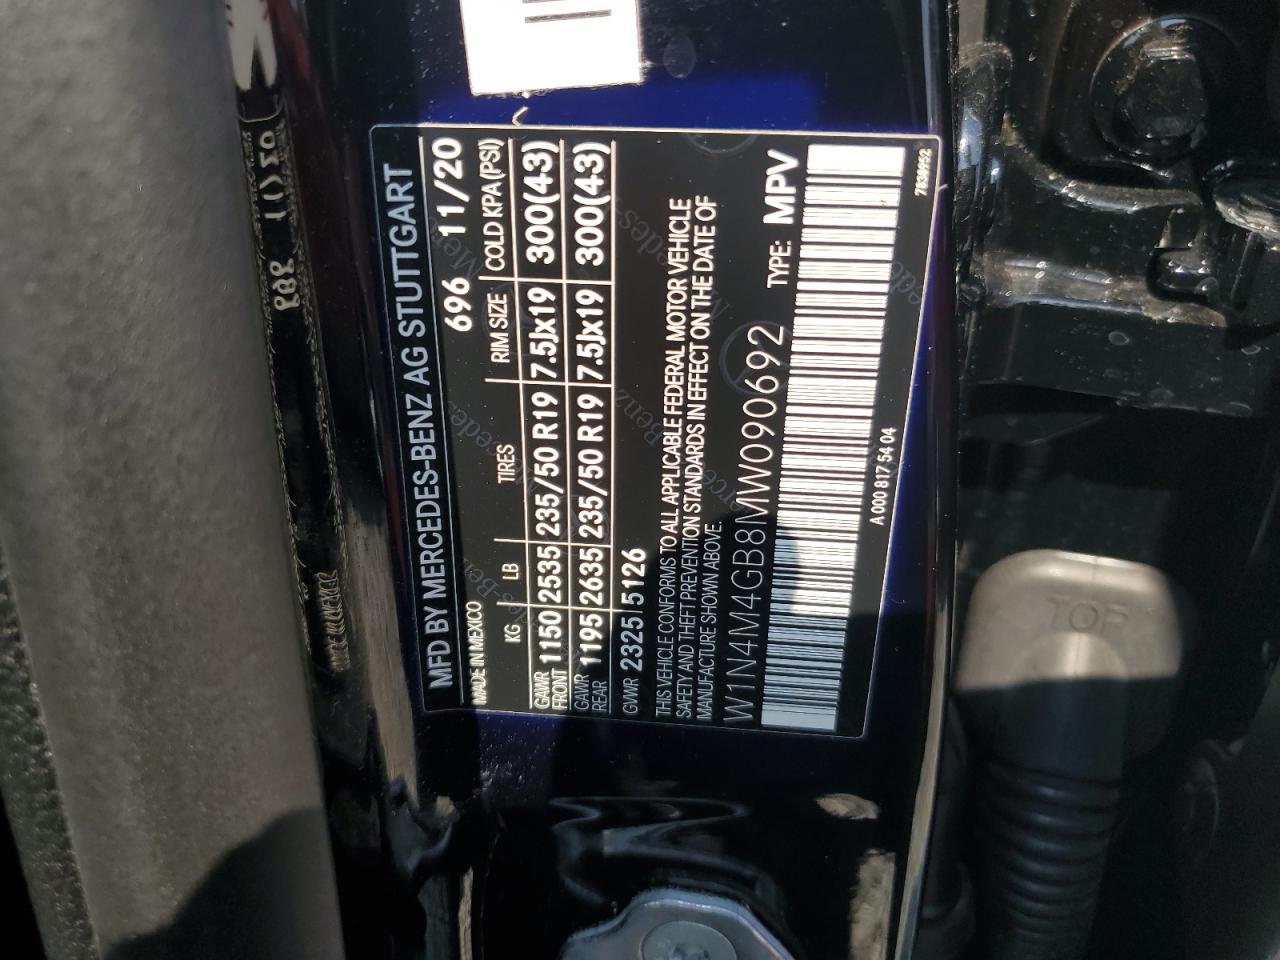 MFD BY MERCEDES-BENZ AG STUTTGART
MADE IN MEXICO 696 11/20
KG LB TIRES RIM SIZE COLD KPA (PSI)
GAWR FRONT 1150 2535 235/50 R19 7.5Jx19 300(43)
GAWR REAR 1195 2635 235/50 R19 7.5Jx19 300(43)
GVWR 2325 5126
THIS VEHICLE CONFORMS TO ALL APPLICABLE FEDERAL MOTOR VEHICLE
SAFETY AND THEFT PREVENTION STANDARDS IN EFFECT ON THE DATE OF
MANUFACTURE SHOWN ABOVE.
W1N4M4GB8MW090692 TYPE: MPV
A 000 817 54 04 7838952
TOP